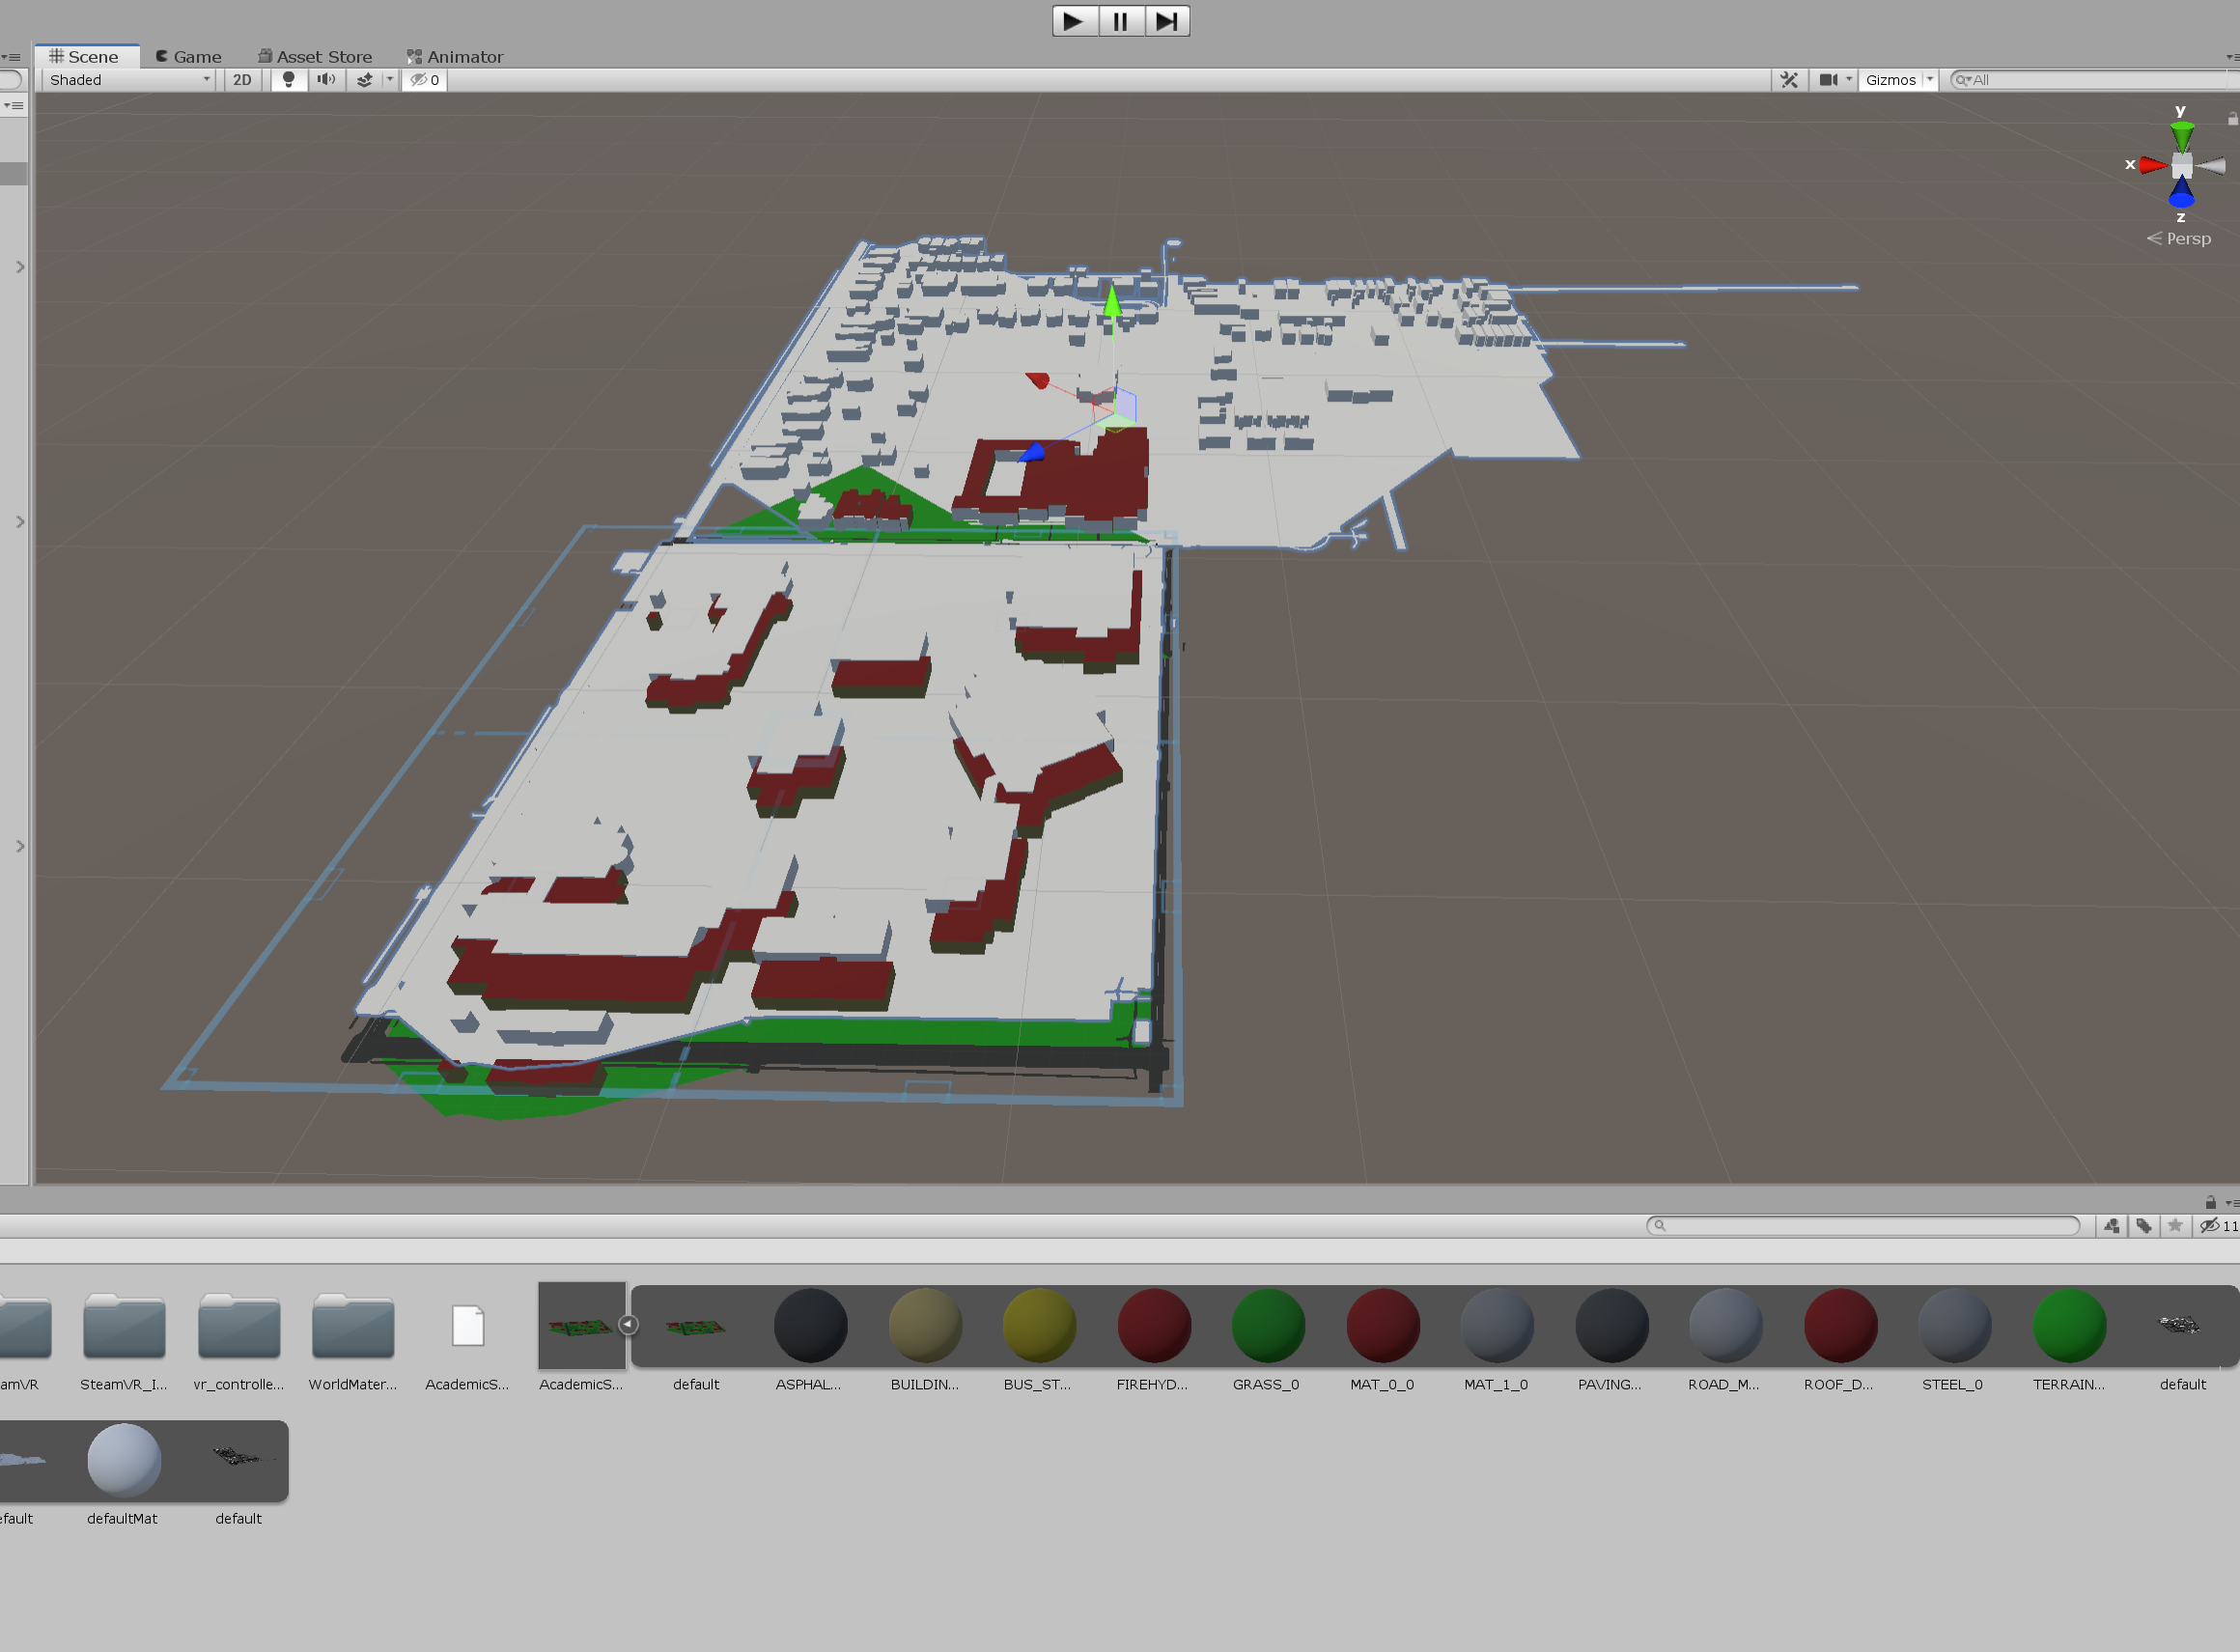 Scene Game Asset Store Animator
Shaded 2D 0 Gizmos All
y
x
z
Persp
11
amVR SteamVR_I... vr_controlle... WorldMater... AcademicS... AcademicS... default ASPHAL... BUILDIN... BUS_ST... FIREHYD... GRASS_0 MAT_0_0 MAT_1_0 PAVING... ROAD_M... ROOF_D... STEEL_0 TERRAIN... default
efault defaultMat default